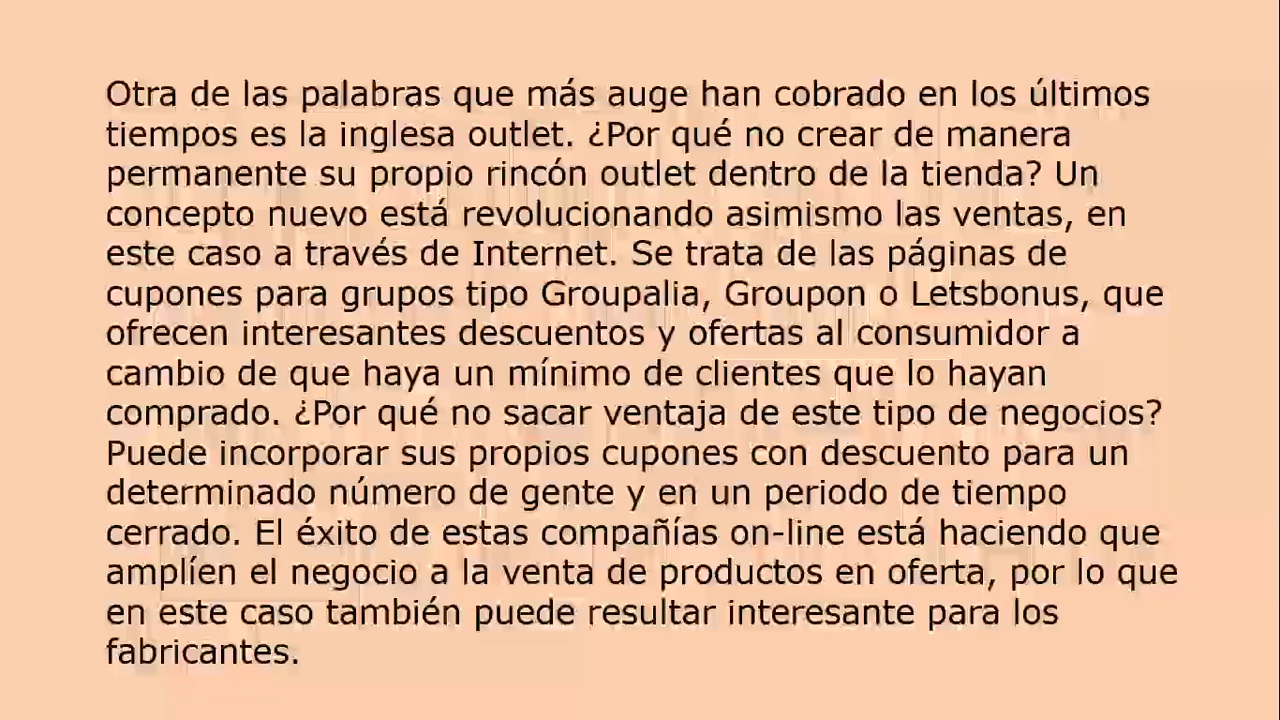 Otra de las palabras que más auge han cobrado en los últimos
tiempos es la inglesa outlet. ¿Por qué no crear de manera
permanente su propio rincón outlet dentro de la tienda? Un
concepto nuevo está revolucionando asimismo las ventas, en
este caso a través de Internet. Se trata de las páginas de
cupones para grupos tipo Groupalia, Groupon o Letsbonus, que
ofrecen interesantes descuentos y ofertas al consumidor a
cambio de que haya un mínimo de clientes que lo hayan
comprado. ¿Por qué no sacar ventaja de este tipo de negocios?
Puede incorporar sus propios cupones con descuento para un
determinado número de gente y en un periodo de tiempo
cerrado. El éxito de estas compañías on-line está haciendo que
amplíen el negocio a la venta de productos en oferta, por lo que
en este caso también puede resultar interesante para los
fabricantes.